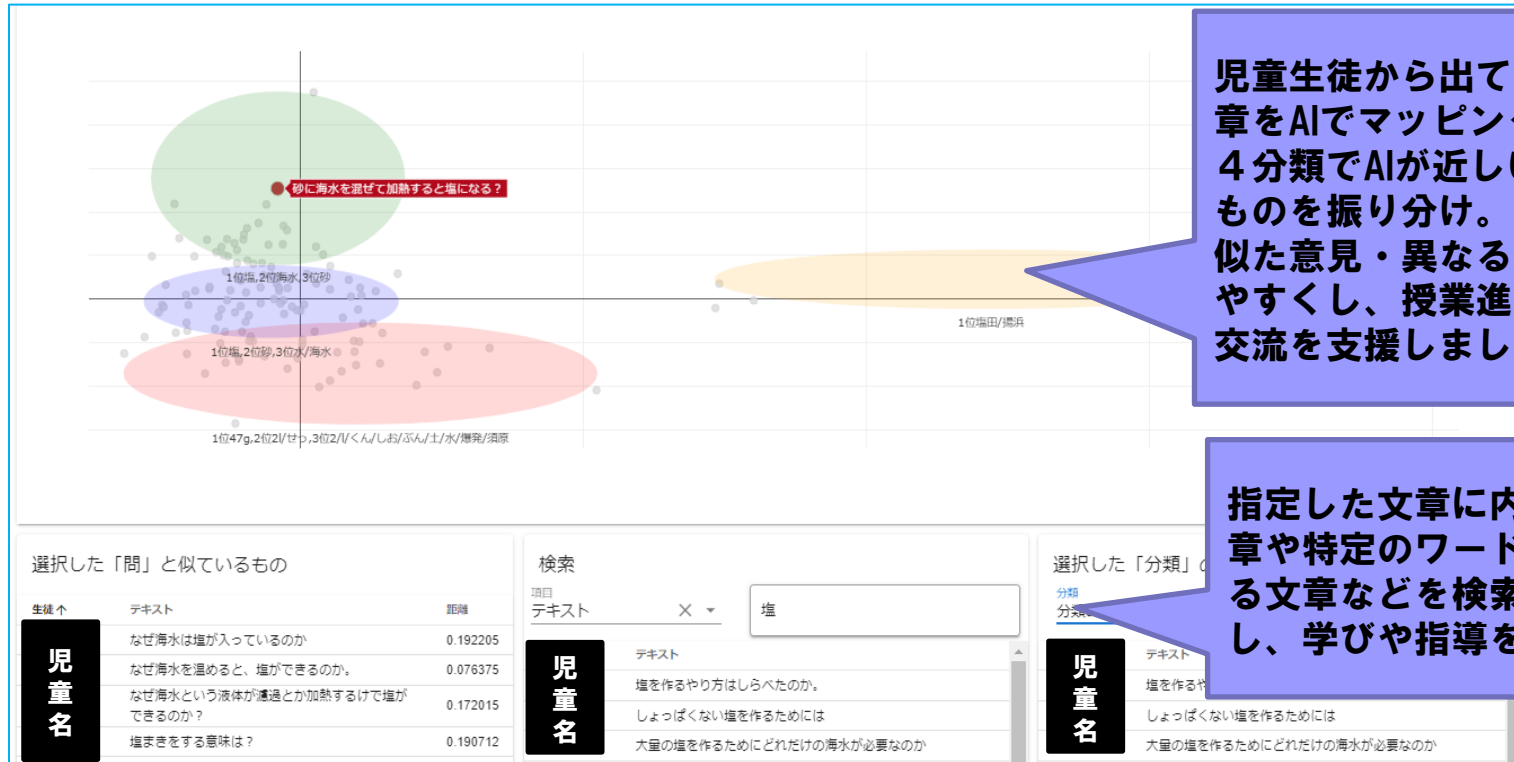 児童生徒から出て
章をAIでマッピン
４分類でAIが近しい
ものを振り分け。
似た意見・異なる
やすくし、授業進
交流を支援しまし
砂に海水を混ぜて加熱すると塩になる？
1位塩,2位海水,3位砂
1位塩田/揚浜
1位塩,2位砂,3位水/海水
1位47g,2位2l/せっ,3位2/l/くん/しお/ぶん/土/水/爆発/須原
指定した文章に内
章や特定のワード
る文章などを検索
し、学びや指導を
選択した「問」と似ているもの
生徒↑ テキスト 距離
児童名
なぜ海水は塩が入っているのか 0.192205
なぜ海水を温めると、塩ができるのか。 0.076375
なぜ海水という液体が濾過とか加熱するけで塩が
できるのか？ 0.172015
塩まきをする意味は？ 0.190712
検索
項目
テキスト
塩
テキスト
児童名
塩を作るやり方はしらべたのか。
しょっぱくない塩を作るためには
大量の塩を作るためにどれだけの海水が必要なのか
選択した「分類」
分類
分類
テキスト
児童名
塩を作るや
しょっぱくない塩を作るためには
大量の塩を作るためにどれだけの海水が必要なのか